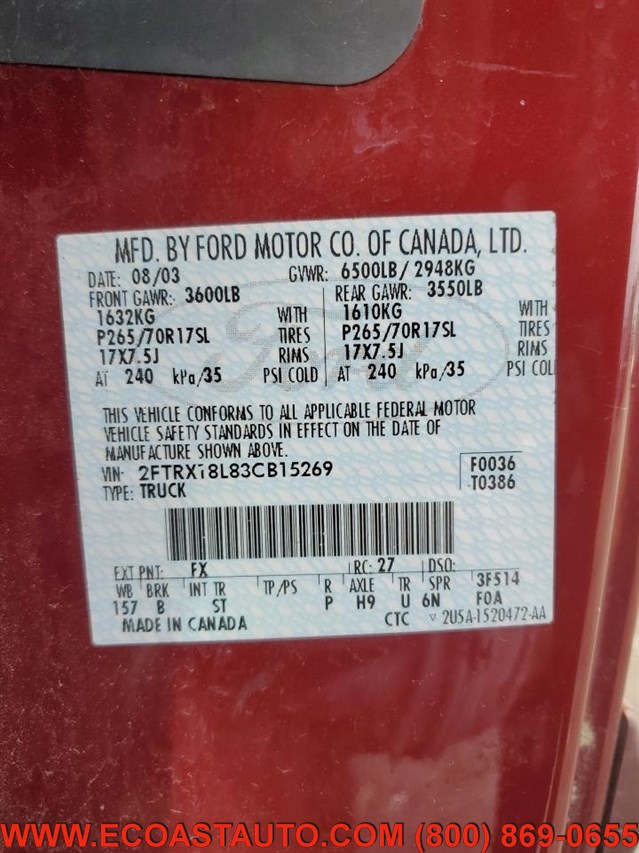 MFD. BY FORD MOTOR CO. OF CANADA, LTD.
DATE: 08/03 GVWR: 6500LB/ 2948KG
FRONT GAWR: 3600LB REAR GAWR: 3550LB
1632KG WITH 1610KG WITH
P265/70R17SL TIRES P265/70R17SL TIRES
17X7.5J RIMS 17X7.5J RIMS
AT 240 kPa/35 PSI COLD AT 240 kPa/35 PSI COL
THIS VEHICLE CONFORMS TO ALL APPLICABLE FEDERAL MOTOR
VEHICLE SAFETY STANDARDS IN EFFECT ON THE DATE OF
MANUFACTURE SHOWN ABOVE.
VIN: 2FTRX18L83CB15269 F0036
TYPE: TRUCK T0386
EXT PNT: FX RC: 27 DSO:
WB BRK INT TR TP/PS R AXLE TR SPR 3F514
157 B ST P H9 U 6N F0A
MADE IN CANADA CTC ▽ 2U5A-1520472-AA
WWW.ECOASTAUTO.COM (800) 869-0655